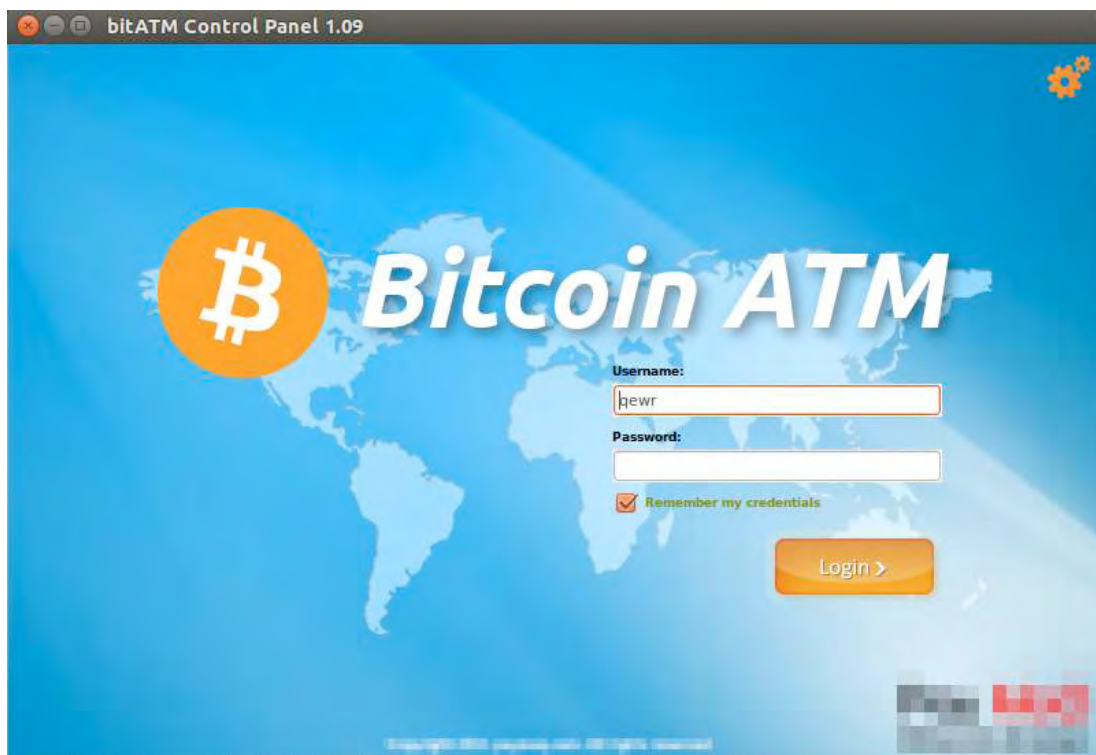 bitATM Control Panel 1.09
Bitcoin ATM
Username:
qewr
Password:
Remember my credentials
Login